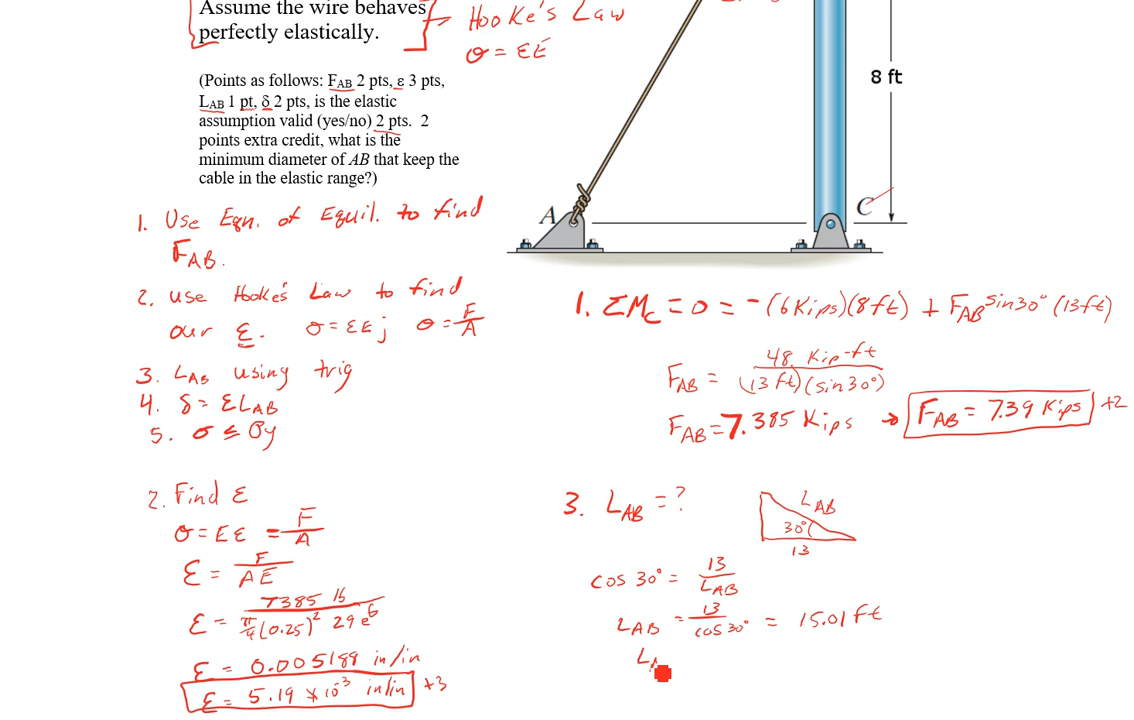 Assume the wire behaves
perfectly elastically.
Hooke's Law
σ = εE
(Points as follows: FAB 2 pts, ε 3 pts,
LAB 1 pt, δ 2 pts, is the elastic
assumption valid (yes/no) 2 pts. 2
points extra credit, what is the
minimum diameter of AB that keep the
cable in the elastic range?)
8 ft
A
C
1. Use Eqn. of Equil. to find
FAB.
2. use Hooke's Law to find
our ε. σ = εE; σ = F/A
3. LAB using trig
4. δ = εLAB
5. σ ≤ σy
1. ΣMc = 0 = -(6 Kips)(8ft) + FAB sin30° (13ft)
FAB = 48 Kip-ft / (13 ft)(sin30°)
FAB = 7.385 Kips → FAB = 7.39 Kips +2
2. Find ε
σ = Eε = F/A
ε = F/AE
ε = 7385 lb / π/4 (0.25)² 29e6
ε = 0.005188 in/in
ε = 5.19 * 10^-3 in/in +3
3. LAB = ?
LAB
30°
13
cos 30° = 13/LAB
LAB = 13/cos 30° = 15.01 ft